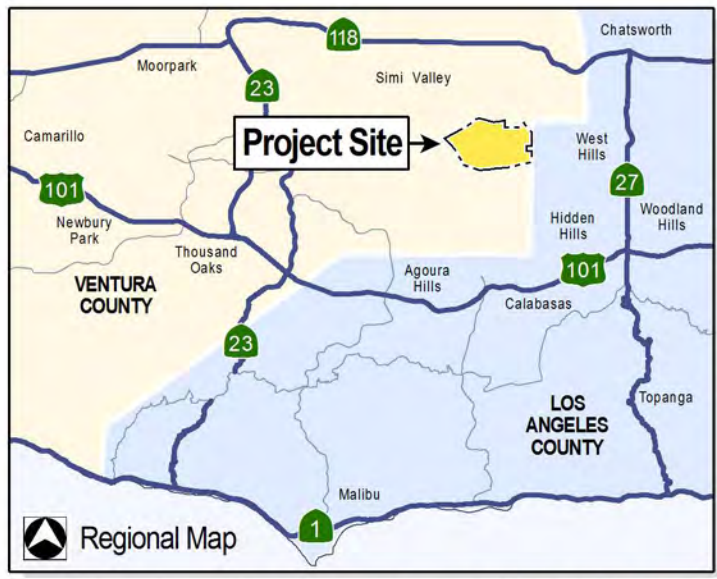 Chatsworth
118
Moorpark
Simi Valley
23
Project Site
Camarillo
West
Hills
101
27
Newbury
Park
Hidden
Hills
Woodland
Hills
Thousand
Oaks
Agoura
Hills
101
VENTURA
COUNTY
Calabasas
23
LOS
ANGELES
COUNTY
Topanga
Malibu
1
Regional Map